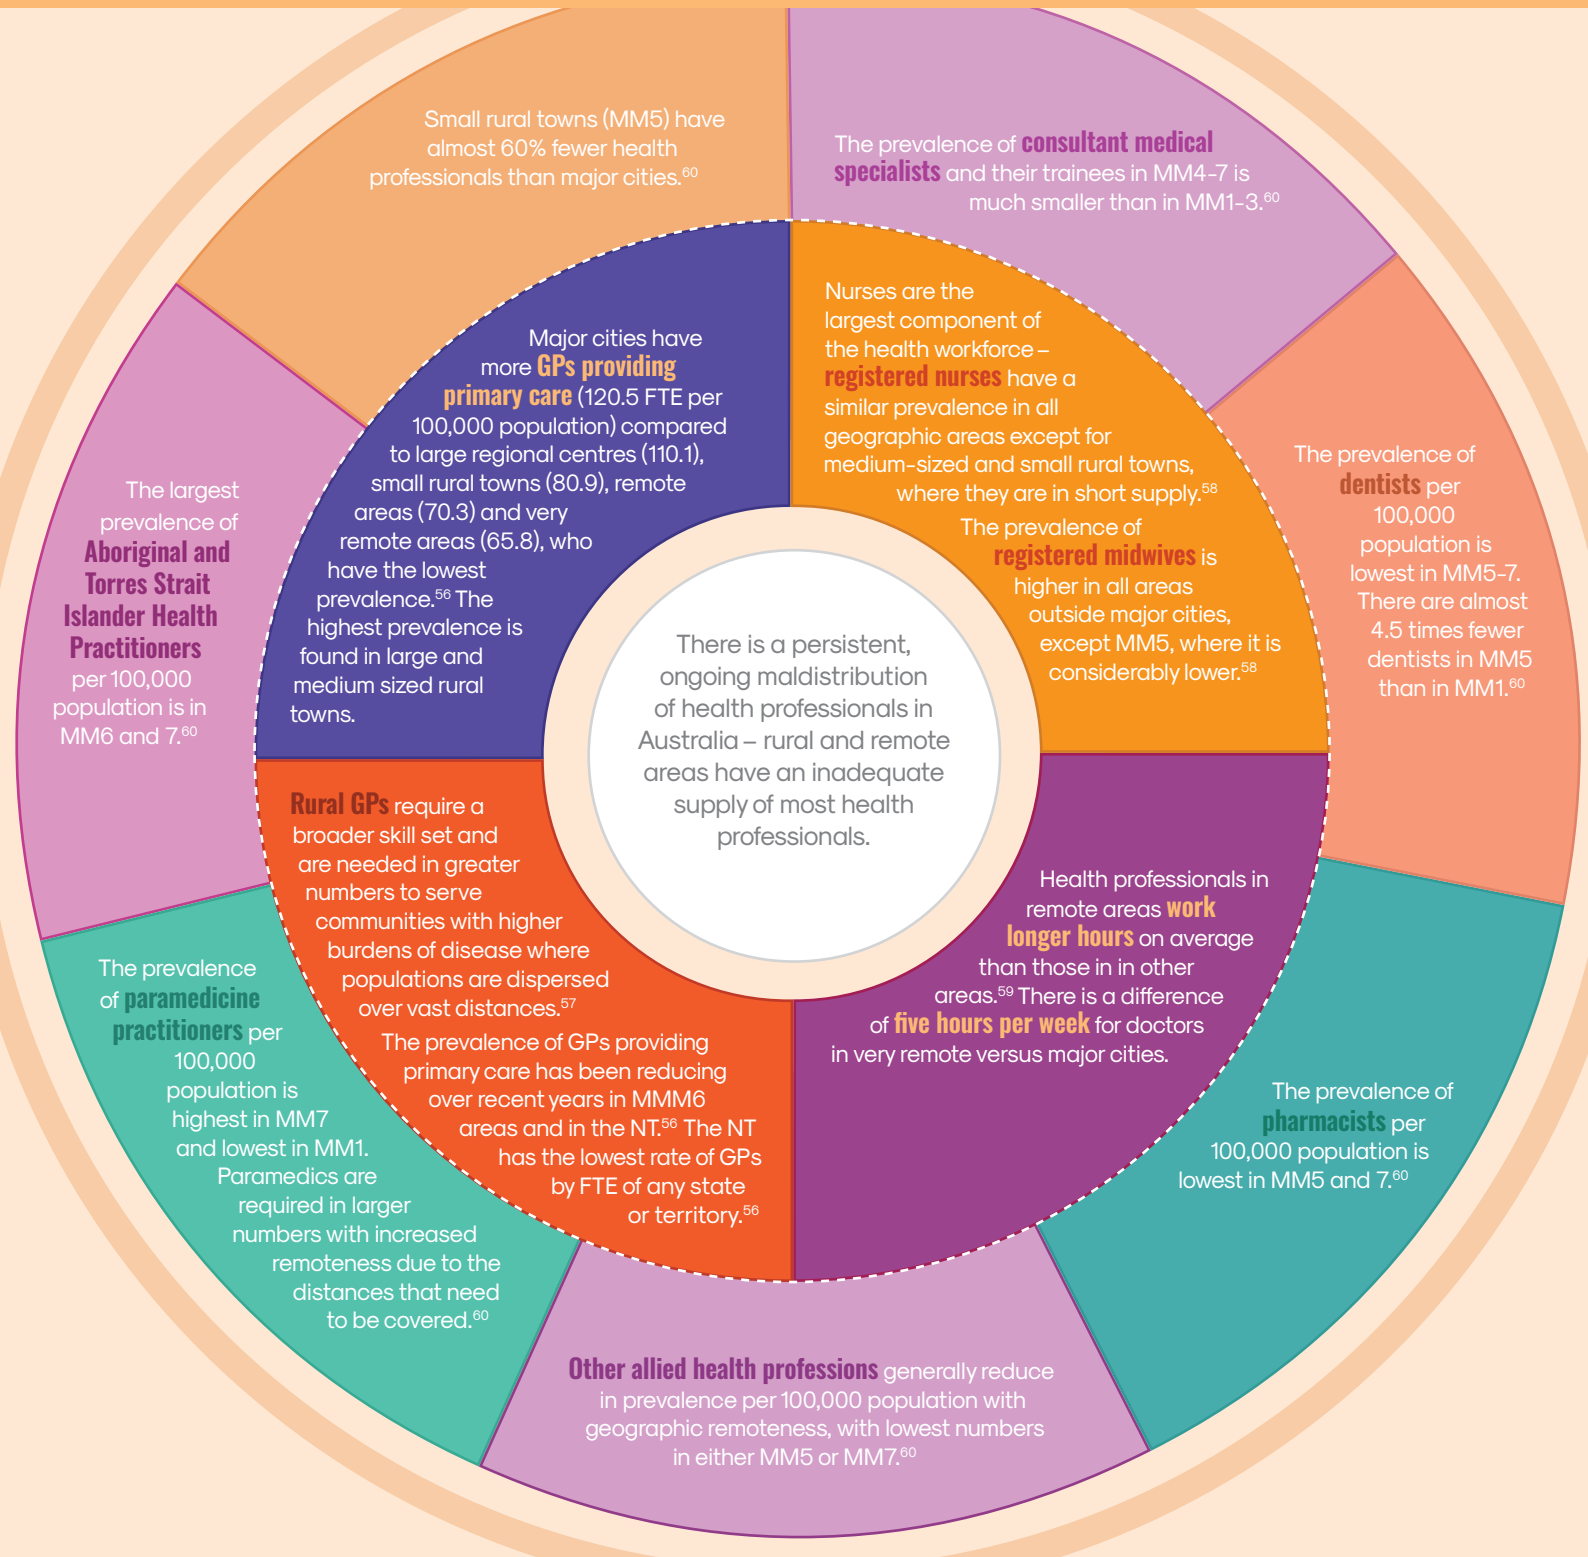 Small rural towns (MM5) have
almost 60% fewer health
professionals than major cities.60
The prevalence of consultant medical
specialists and their trainees in MM4-7 is
much smaller than in MM1-3.60
Major cities have
more GPs providing
primary care (120.5 FTE per
100,000 population) compared
to large regional centres (110.1),
small rural towns (80.9), remote
areas (70.3) and very
remote areas (65.8), who
have the lowest
prevalence.56 The
highest prevalence is
found in large and
medium sized rural
towns.
Nurses are the
largest component of
the health workforce –
registered nurses have a
similar prevalence in all
geographic areas except for
medium-sized and small rural towns,
where they are in short supply.58
The prevalence of
registered midwives is
higher in all areas
outside major cities,
except MM5, where it is
considerably lower.58
The prevalence of
dentists per
100,000
population is
lowest in MM5-7.
There are almost
4.5 times fewer
dentists in MM5
than in MM1.60
The largest
prevalence of
Aboriginal and
Torres Strait
Islander Health
Practitioners
per 100,000
population is in
MM6 and 7.60
There is a persistent,
ongoing maldistribution
of health professionals in
Australia – rural and remote
areas have an inadequate
supply of most health
professionals.
Rural GPs require a
broader skill set and
are needed in greater
numbers to serve
communities with higher
burdens of disease where
populations are dispersed
over vast distances.57
The prevalence of GPs providing
primary care has been reducing
over recent years in MMM6
areas and in the NT.56 The NT
has the lowest rate of GPs
by FTE of any state
or territory.56
Health professionals in
remote areas work
longer hours on average
than those in in other
areas.59 There is a difference
of five hours per week for doctors
in very remote versus major cities.
The prevalence
of paramedicine
practitioners per
100,000
population is
highest in MM7
and lowest in MM1.
Paramedics are
required in larger
numbers with increased
remoteness due to the
distances that need
to be covered.60
The prevalence of
pharmacists per
100,000 population is
lowest in MM5 and 7.60
Other allied health professions generally reduce
in prevalence per 100,000 population with
geographic remoteness, with lowest numbers
in either MM5 or MM7.60